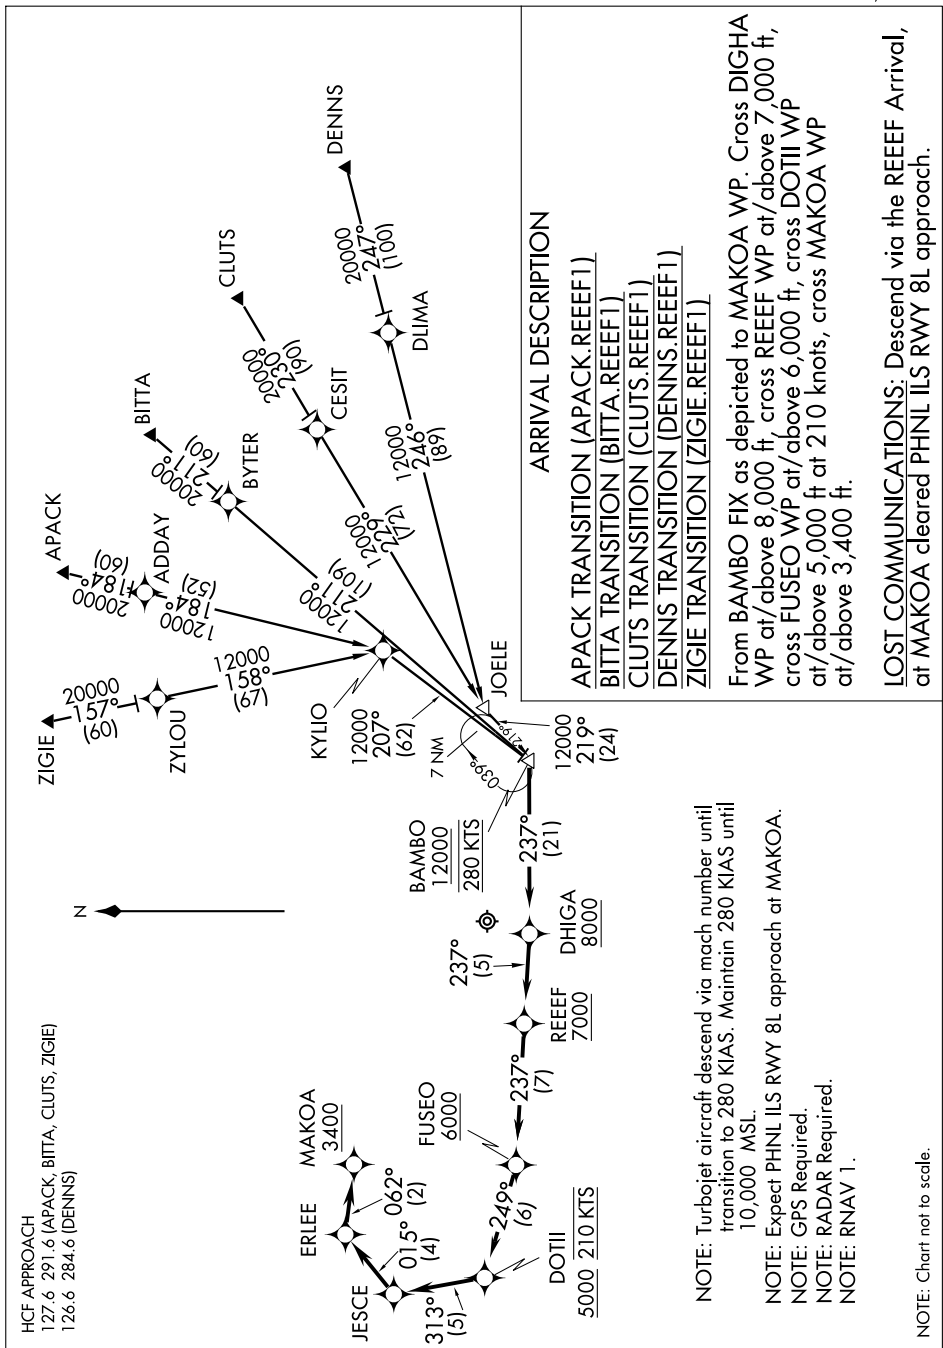 HCF APPROACH
127.6 291.6 (APACK, BITTA, CLUTS, ZIGIE)
126.6 284.6 (DENNS)
N
ZIGIE
20000
157°
(60)
ZYLOU
12000
158°
(97)
APACK
20000
184°
(60)
ADDAY
12000
184°
(52)
BITTA
20000
211°
(60)
BYTER
12000
211°
(109)
CLUTS
20000
230°
(90)
CESIT
12000
229°
(72)
DENNS
20000
247°
(100)
DLIMA
12000
246°
(89)
KYLIO
12000
207°
(62)
JOELE
12000
219°
(24)
7 NM
039°
219°
BAMBO
12000
280 KTS
237°
(21)
DHIGA
8000
237°
(5)
REEEF
7000
237°
(7)
FUSEO
6000
249°
(6)
DOTII
5000 210 KTS
313°
(5)
JESCE
015°
(4)
ERLEE
062°
(2)
MAKOA
3400
ARRIVAL DESCRIPTION
APACK TRANSITION (APACK.REEEF1)
BITTA TRANSITION (BITTA.REEEF1)
CLUTS TRANSITION (CLUTS.REEEF1)
DENNS TRANSITION (DENNS.REEEF1)
ZIGIE TRANSITION (ZIGIE.REEEF1)
From BAMBO FIX as depicted to MAKOA WP. Cross DIGHA
WP at/above 8,000 ft, cross REEEF WP at/above 7,000 ft,
cross FUSEO WP at/above 6,000 ft, cross DOTII WP
at/above 5,000 ft at 210 knots, cross MAKOA WP
at/above 3,400 ft.
LOST COMMUNICATIONS: Descend via the REEF Arrival,
at MAKOA cleared PHNL ILS RWY 8L approach.
NOTE: Turbojet aircraft descend via mach number until
transition to 280 KIAS. Maintain 280 KIAS until
10,000 MSL.
NOTE: Expect PHNL ILS RWY 8L approach at MAKOA.
NOTE: GPS Required.
NOTE: RADAR Required.
NOTE: RNAV 1.
NOTE: Chart not to scale.